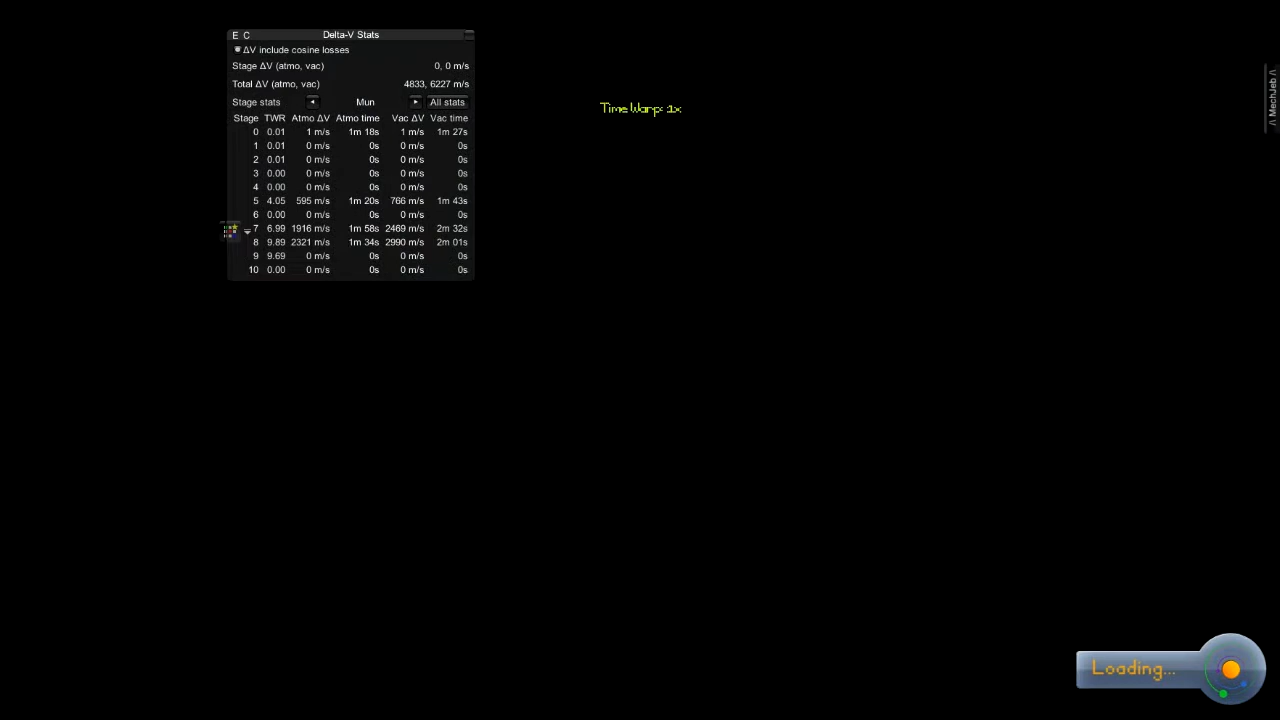 E C Delta-V Stats
ΔV include cosine losses
Stage ΔV (atmo, vac) 0, 0 m/s
Total ΔV (atmo, vac) 4833, 6227 m/s
Stage stats Mun All stats
Stage TWR Atmo ΔV Atmo time Vac ΔV Vac time
0 0.01 1 m/s 1m 18s 1 m/s 1m 27s
1 0.01 0 m/s 0s 0 m/s 0s
2 0.01 0 m/s 0s 0 m/s 0s
3 0.00 0 m/s 0s 0 m/s 0s
4 0.00 0 m/s 0s 0 m/s 0s
5 4.05 595 m/s 1m 20s 766 m/s 1m 43s
6 0.00 0 m/s 0s 0 m/s 0s
7 6.99 1916 m/s 1m 58s 2469 m/s 2m 32s
8 9.89 2321 m/s 1m 34s 2990 m/s 2m 01s
9 9.69 0 m/s 0s 0 m/s 0s
10 0.00 0 m/s 0s 0 m/s 0s
Time Warp: 1x
/\ MechJeb /\
Loading...